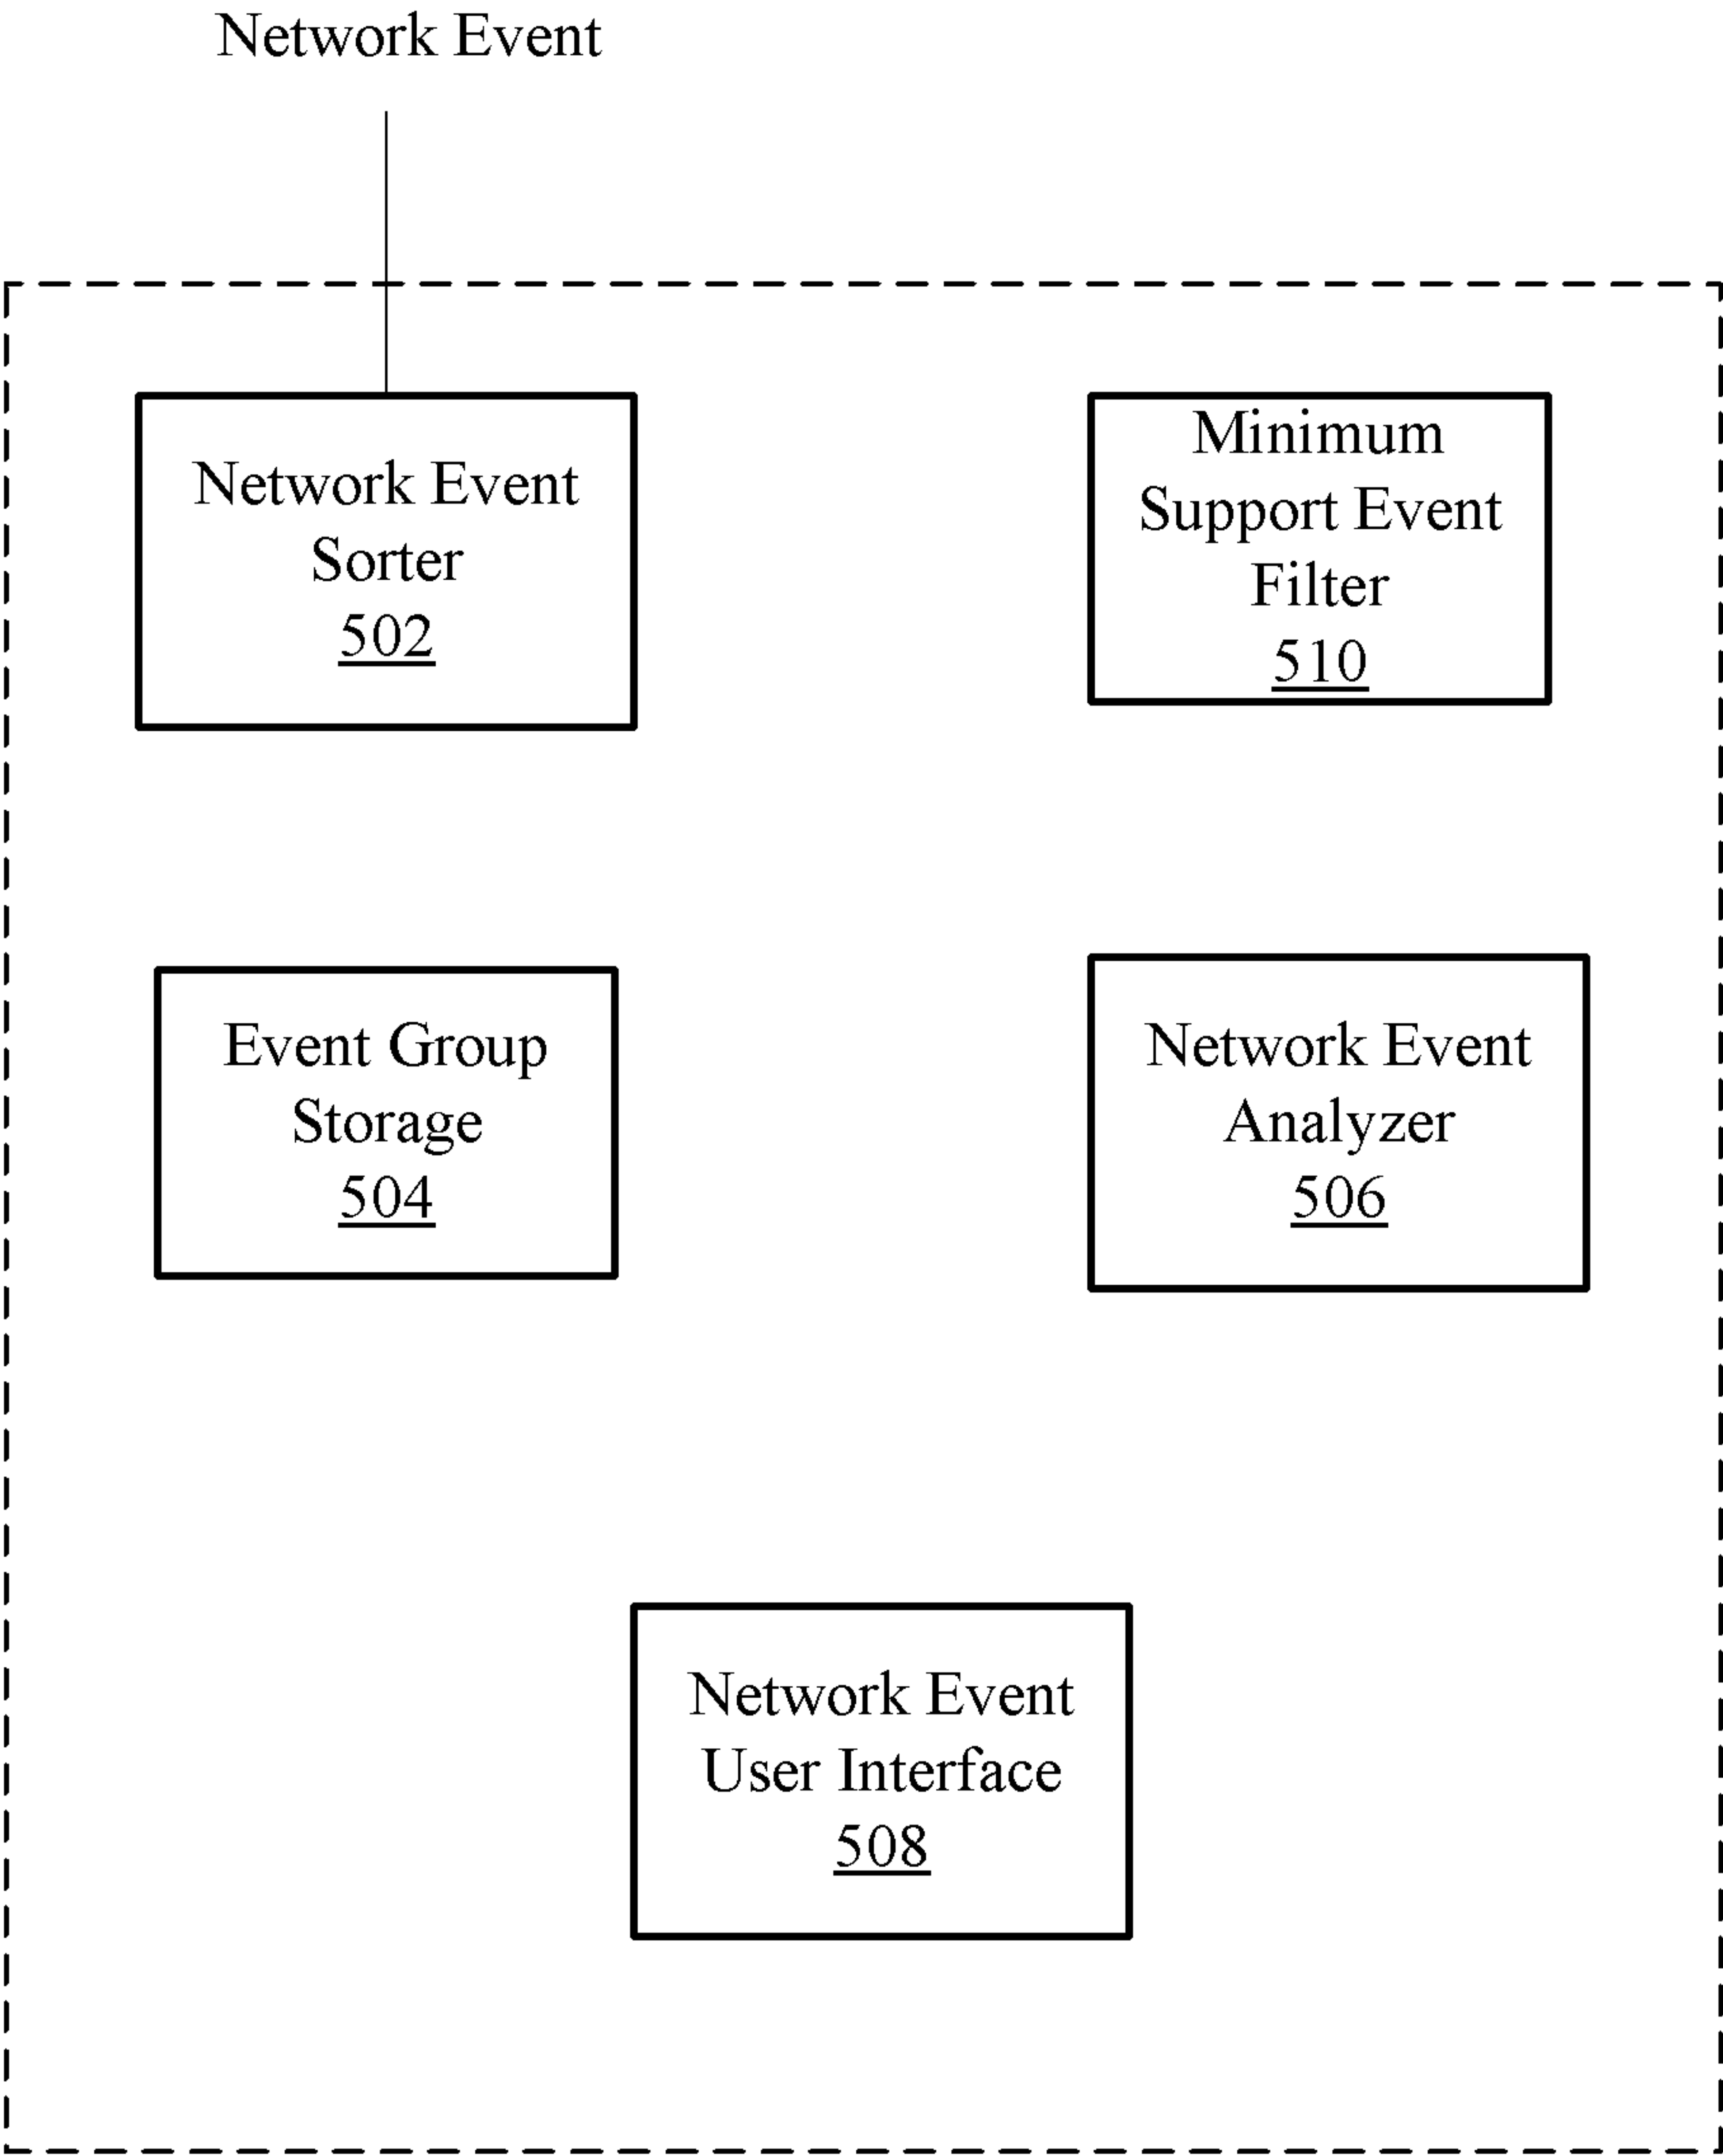 Network Event
Network Event
Sorter
502
Minimum
Support Event
Filter
510
Event Group
Storage
504
Network Event
Analyzer
506
Network Event
User Interface
508